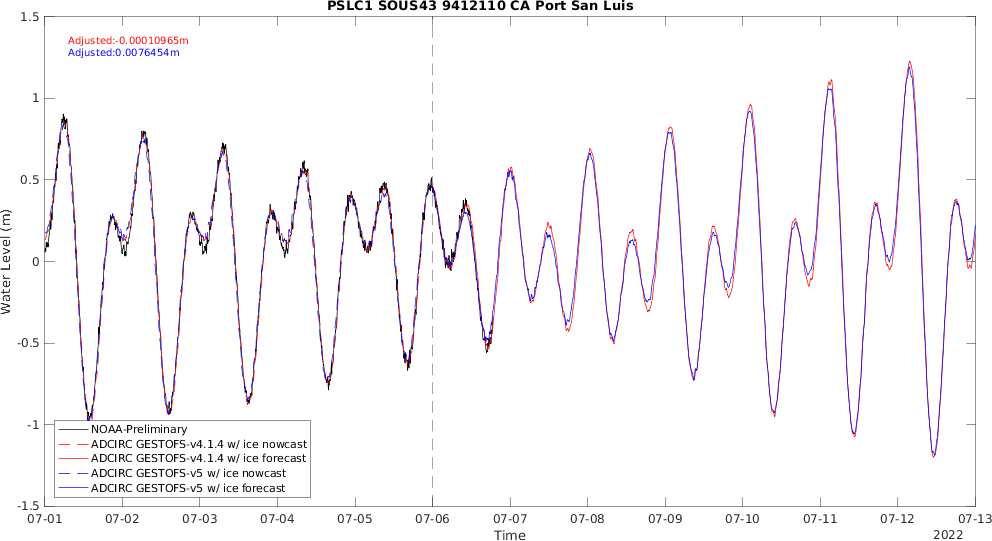 PSLC1 SOUS43 9412110 CA Port San Luis
Adjusted:-0.00010965m
Adjusted:0.0076454m
1.5
1
0.5
0
-0.5
-1
-1.5
Water Level (m)
NOAA-Preliminary
ADCIRC GESTOFS-v4.1.4 w/ ice nowcast
ADCIRC GESTOFS-v4.1.4 w/ ice forecast
ADCIRC GESTOFS-v5 w/ ice nowcast
ADCIRC GESTOFS-v5 w/ ice forecast
07-01 07-02 07-03 07-04 07-05 07-06 07-07 07-08 07-09 07-10 07-11 07-12 07-13
Time
2022